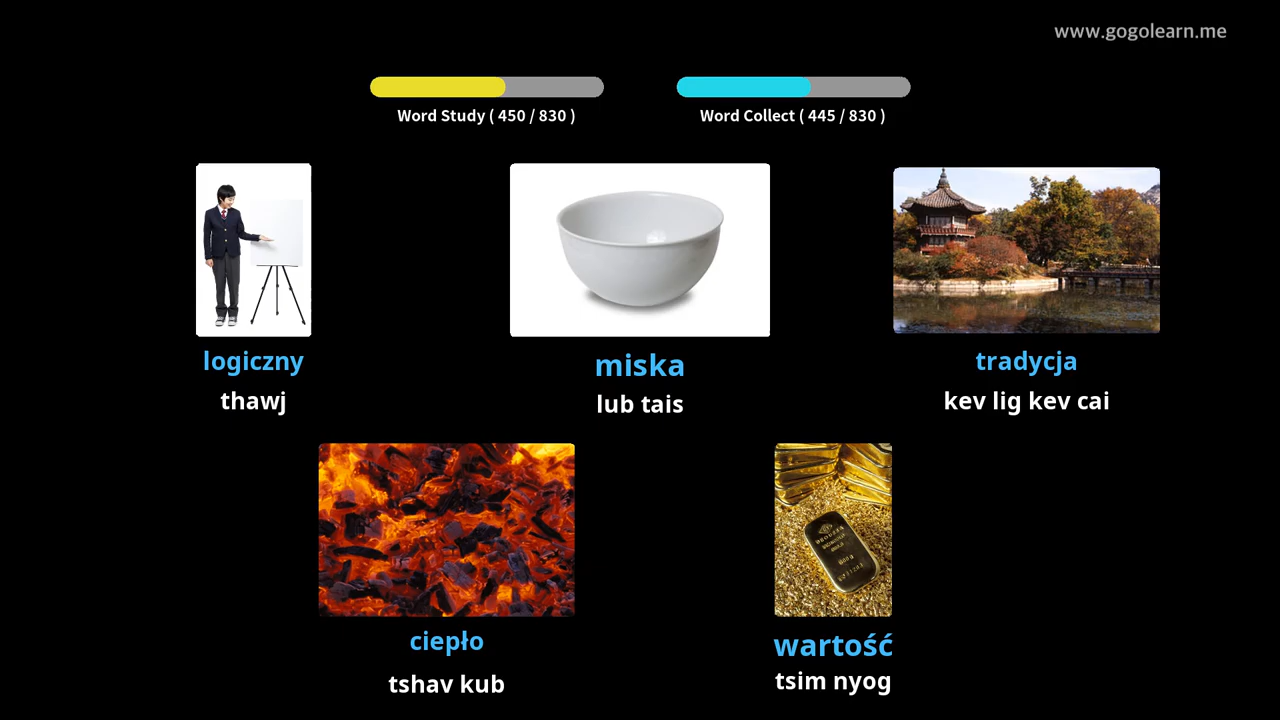 www.gogolearn.me
Word Study ( 450 / 830 )
Word Collect ( 445 / 830 )
logiczny
thawj
miska
lub tais
tradycja
kev lig kev cai
ciepło
tshav kub
wartość
tsim nyog